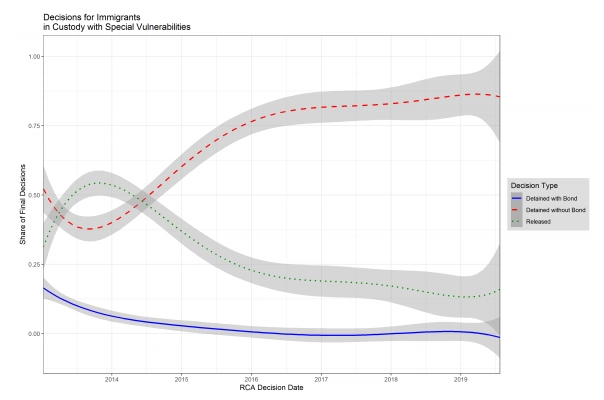 Decisions for Immigrants
in Custody with Special Vulnerabilities
1.00
0.75
0.50
0.25
0.00
Share of Final Decisions
2014 2015 2016 2017 2018 2019
RCA Decision Date
Decision Type
Detained with Bond
Detained without Bond
Released